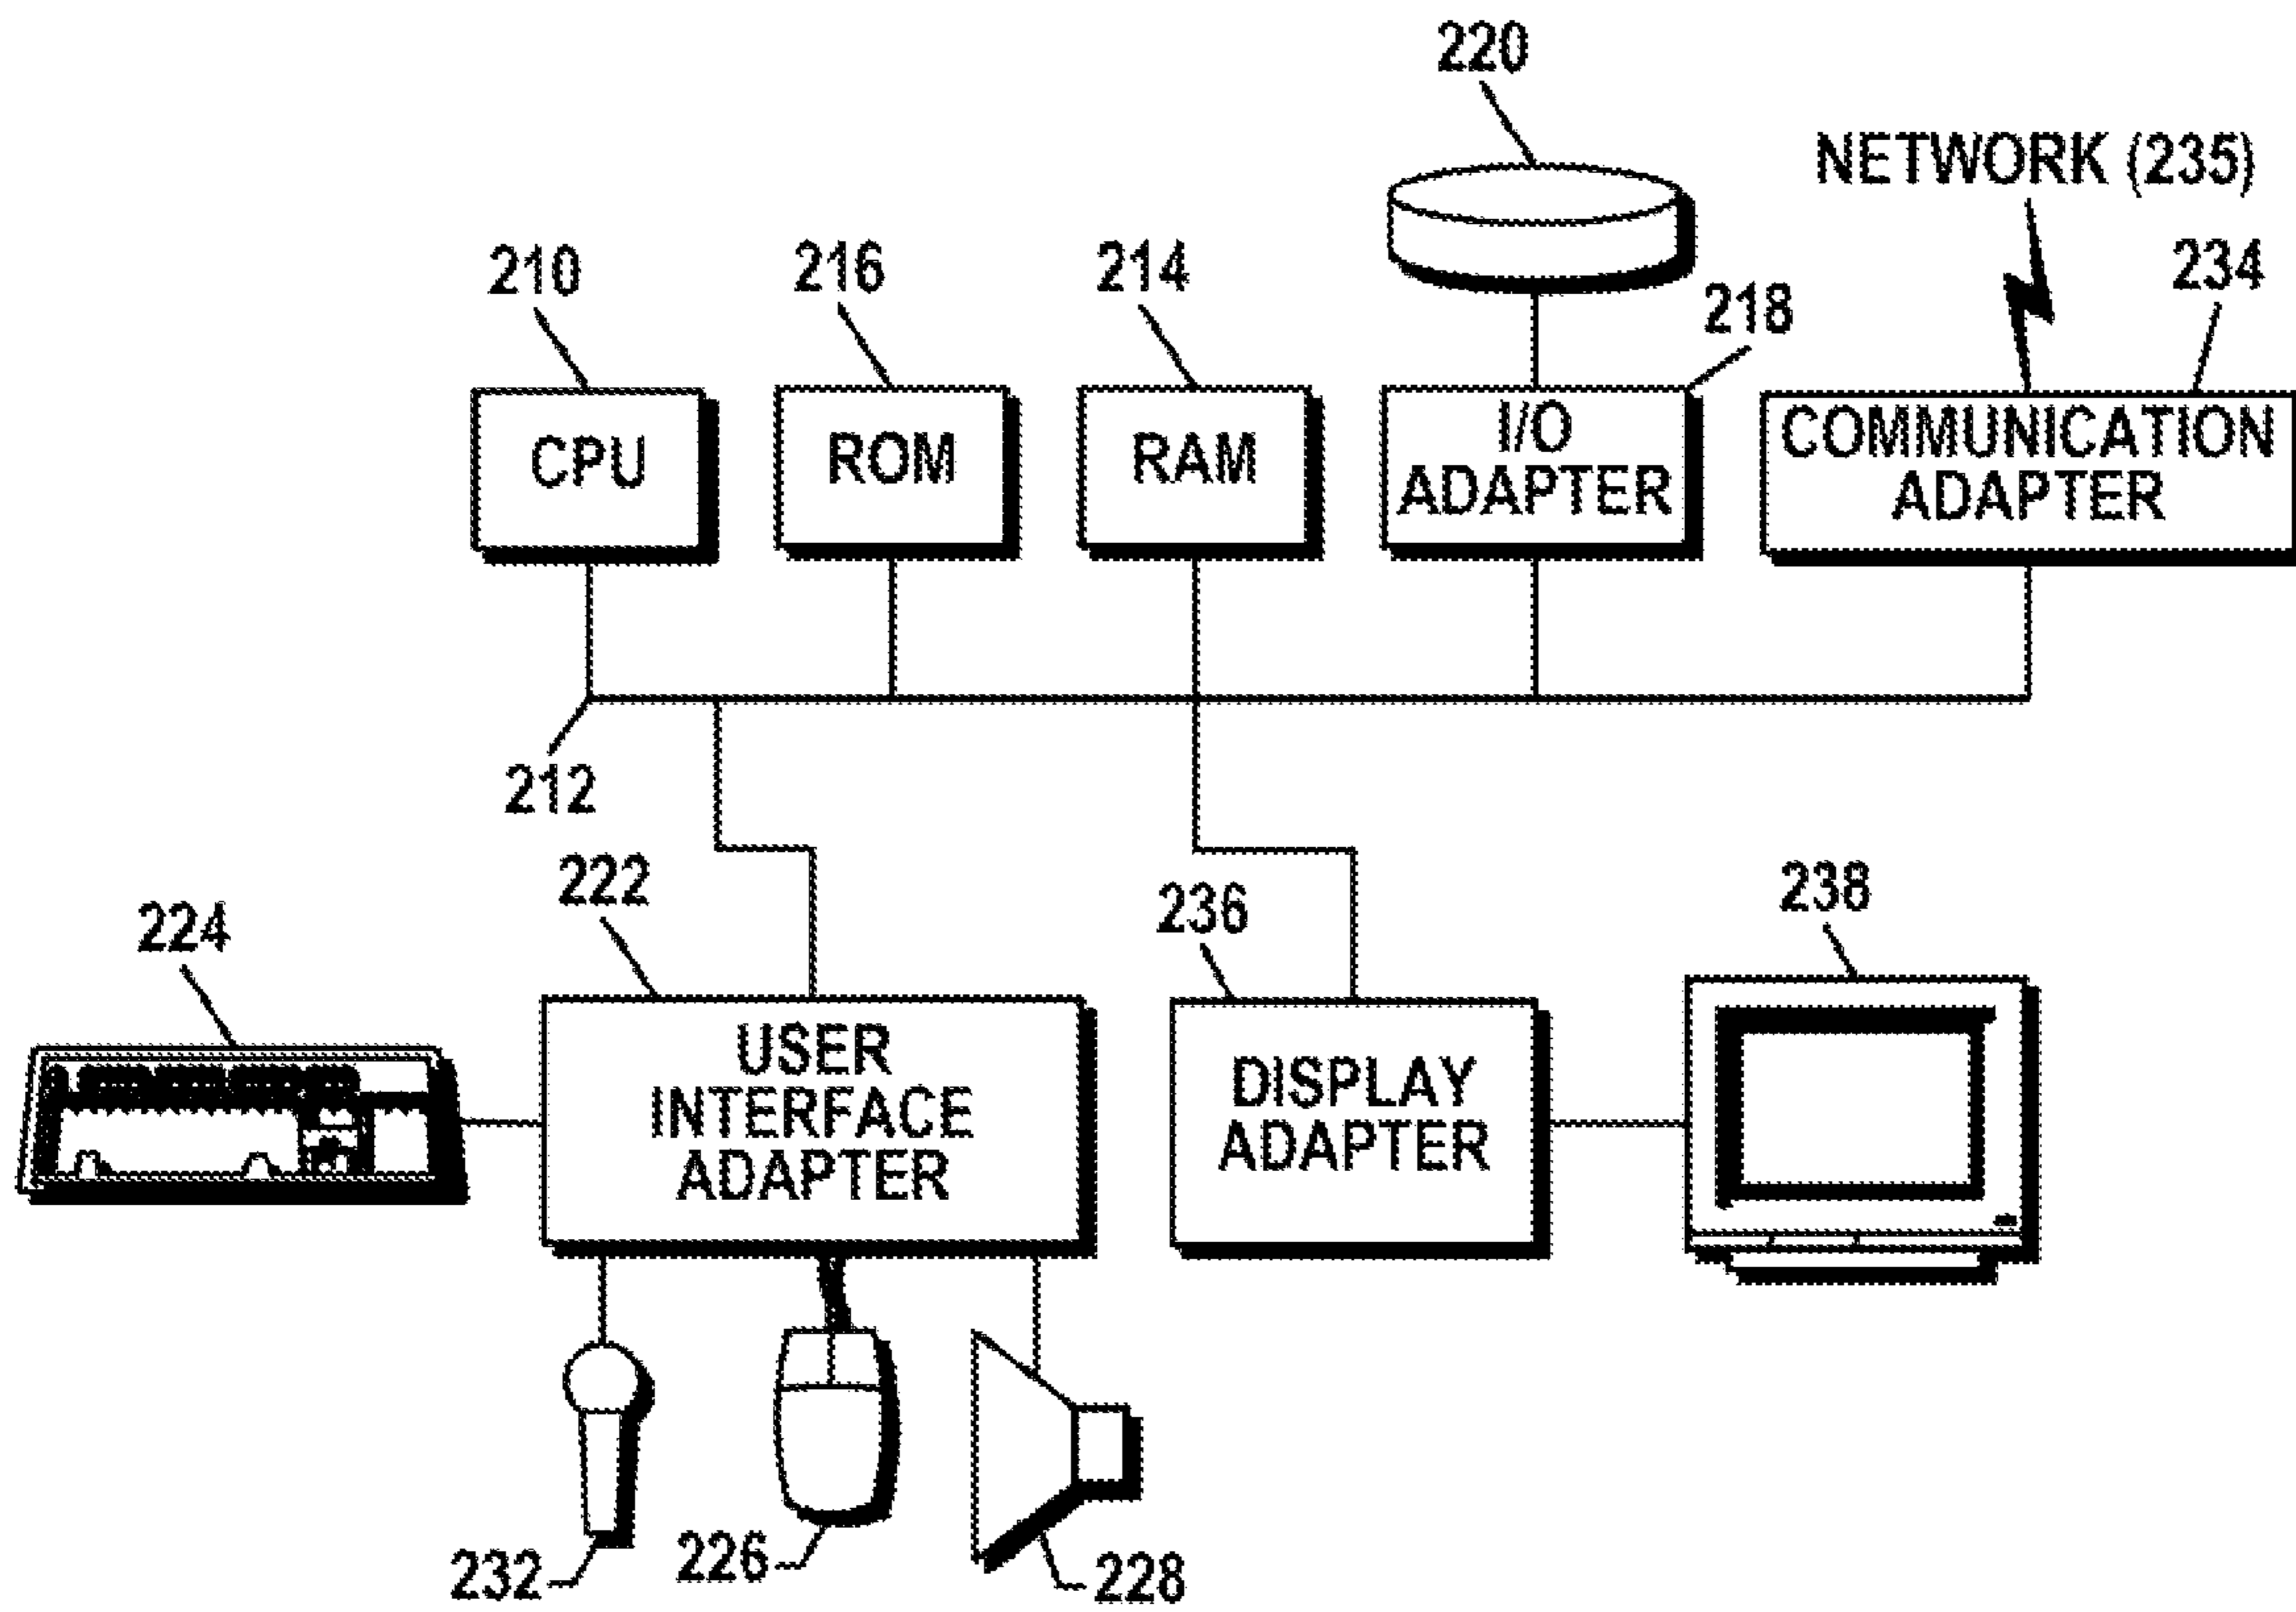 220
NETWORK (235)
210
216
214
218
234
CPU
ROM
RAM
I/O
ADAPTER
COMMUNICATION
ADAPTER
212
222
224
236
238
USER
INTERFACE
ADAPTER
DISPLAY
ADAPTER
232
226
228